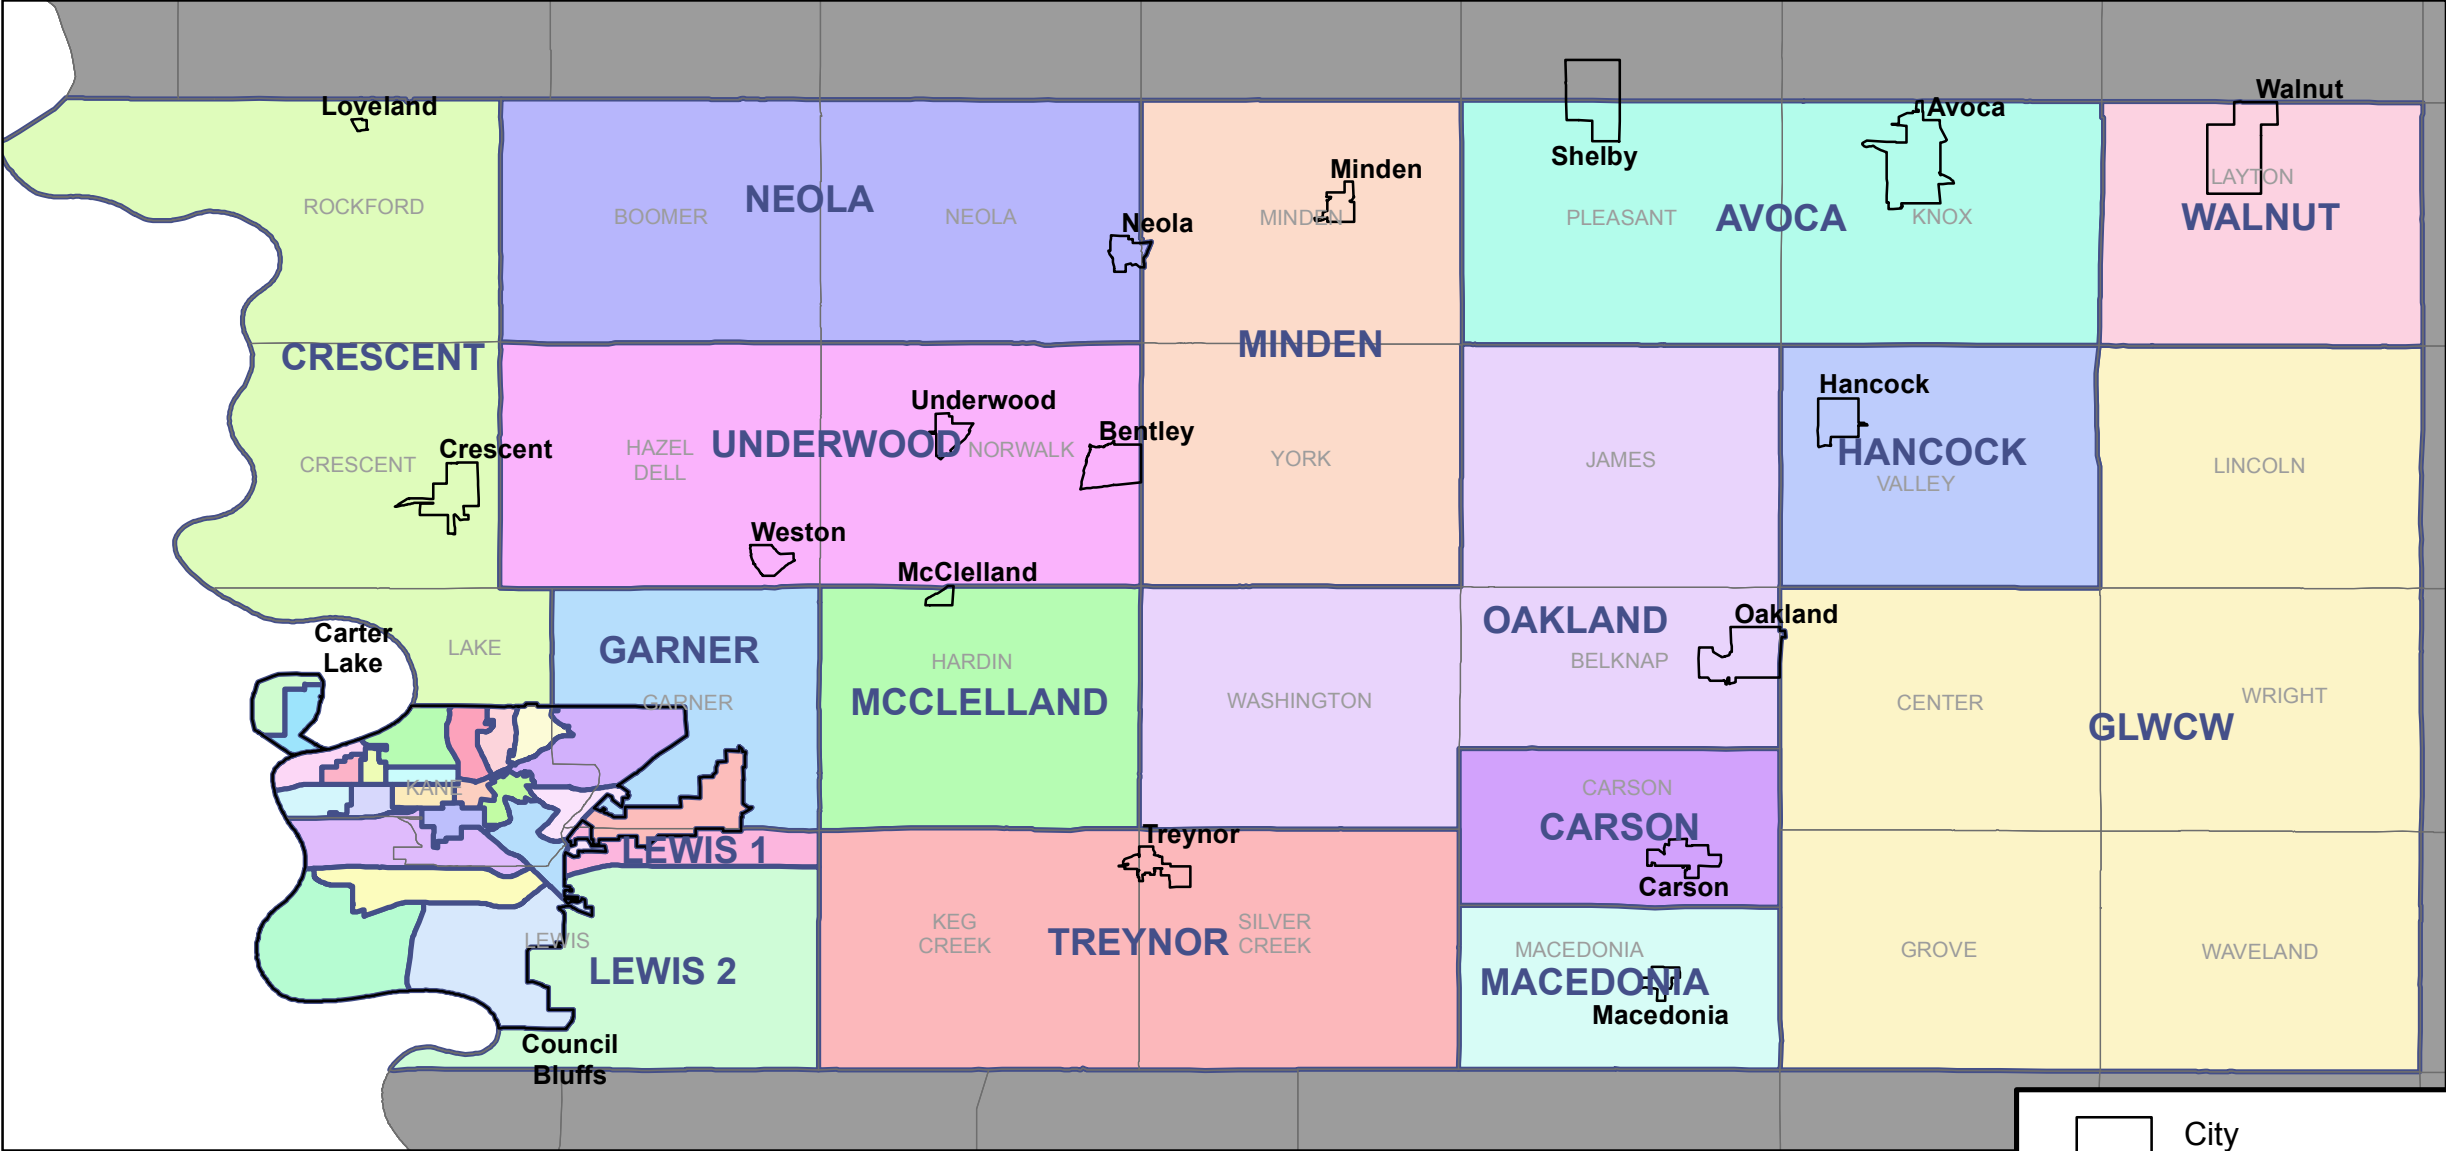 Walnut
Loveland
Avoca
Shelby
Minden
LAYTON
NEOLA
ROCKFORD
BOOMER
NEOLA
Neola
MINDEN
PLEASANT
AVOCA
KNOX
WALNUT
CRESCENT
MINDEN
Hancock
Underwood
Bentley
Crescent
UNDERWOOD
HAZEL
DELL
NORWALK
YORK
JAMES
HANCOCK
VALLEY
LINCOLN
CRESCENT
Weston
McClelland
Carter
Lake
LAKE
GARNER
GARNER
HARDIN
MCCLELLAND
WASHINGTON
OAKLAND
Oakland
BELKNAP
CENTER
WRIGHT
GLWCW
KANE
CARSON
CARSON
Carson
LEWIS 1
Treynor
LEWIS
LEWIS 2
KEG
CREEK
TREYNOR
SILVER
CREEK
MACEDONIA
MACEDONIA
Macedonia
GROVE
WAVELAND
Council
Bluffs
City